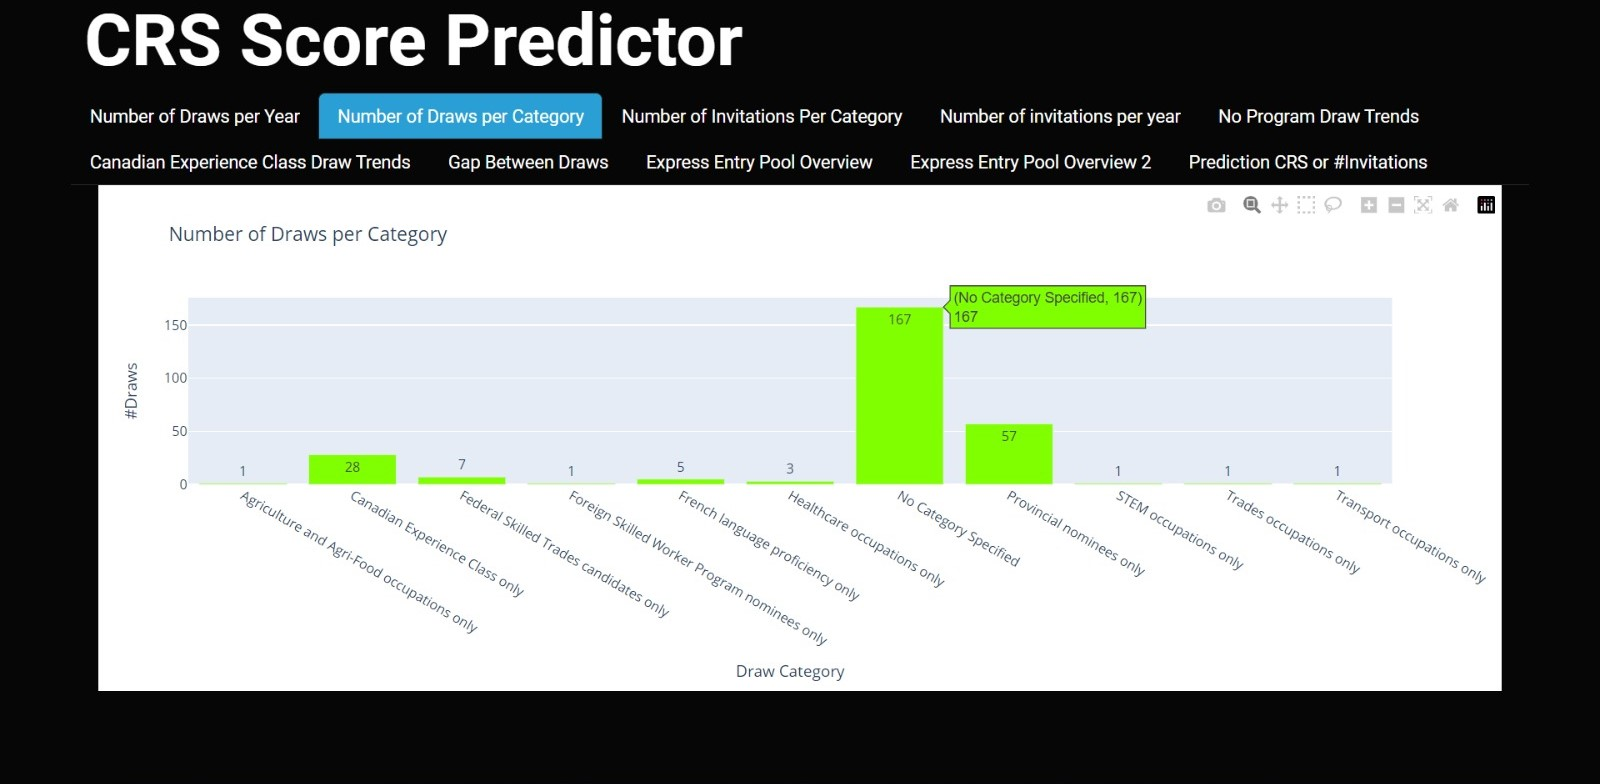 CRS Score Predictor
Number of Draws per Year
Number of Draws per Category
Number of Invitations Per Category
Number of invitations per year
No Program Draw Trends
Canadian Experience Class Draw Trends
Gap Between Draws
Express Entry Pool Overview
Express Entry Pool Overview 2
Prediction CRS or #Invitations
Number of Draws per Category
#Draws
150
100
50
0
(No Category Specified, 167)
167
1
28
7
1
5
3
167
57
1
1
1
Agriculture and Agri-Food occupations only
Canadian Experience Class only
Federal Skilled Trades candidates only
Foreign Skilled Worker Program nominees only
French language proficiency only
Healthcare occupations only
No Category Specified
Provincial nominees only
STEM occupations only
Trades occupations only
Transport occupations only
Draw Category